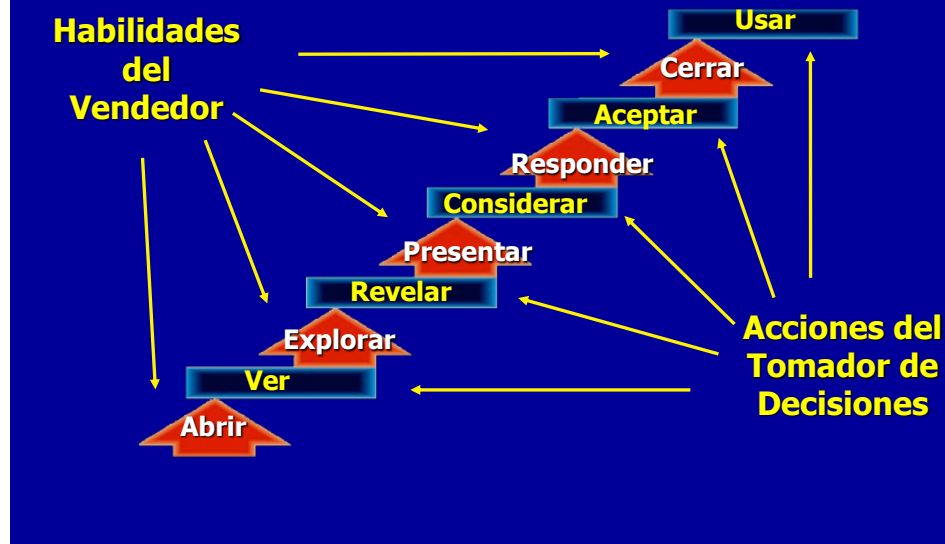 Habilidades
del
Vendedor
Usar
Cerrar
Aceptar
Responder
Considerar
Presentar
Revelar
Explorar
Ver
Abrir
Acciones del
Tomador de
Decisiones